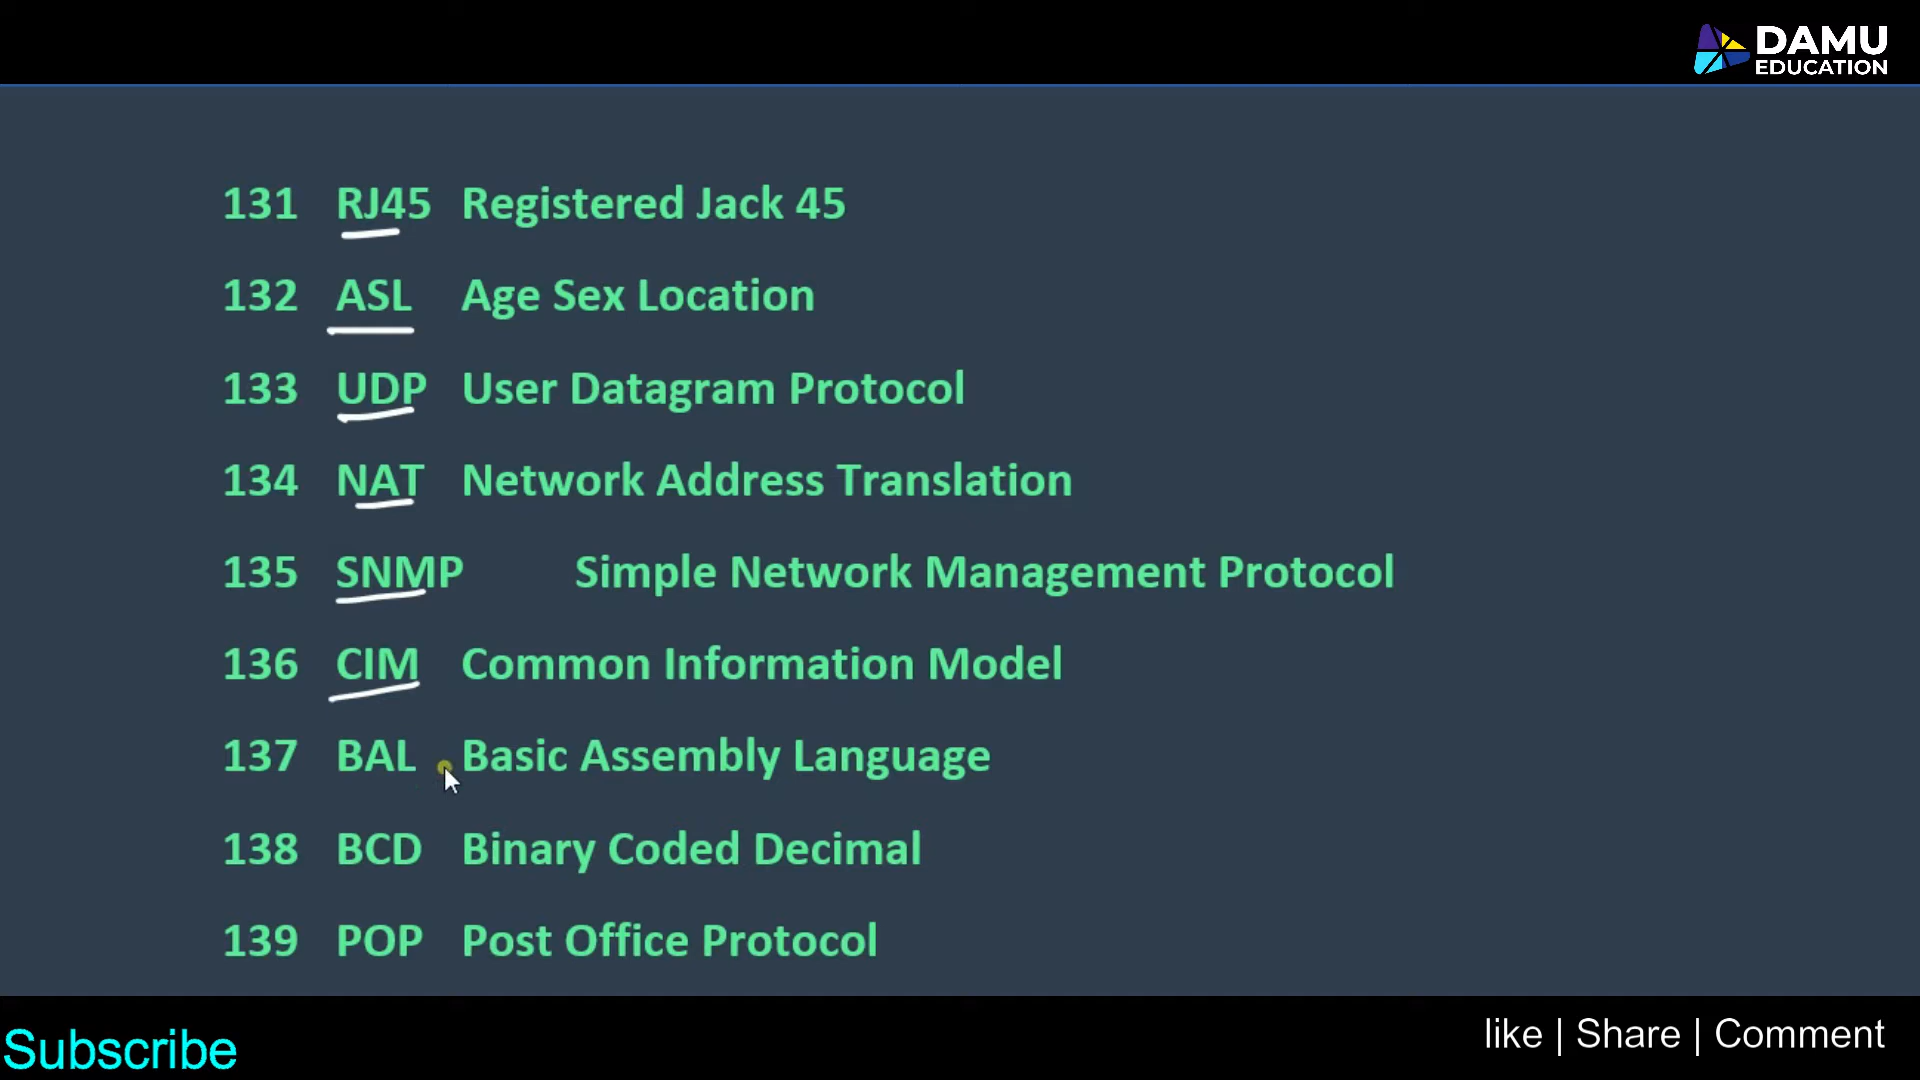 DAMU
EDUCATION
131 RJ45 Registered Jack 45
132 ASL Age Sex Location
133 UDP User Datagram Protocol
134 NAT Network Address Translation
135 SNMP Simple Network Management Protocol
136 CIM Common Information Model
137 BAL Basic Assembly Language
138 BCD Binary Coded Decimal
139 POP Post Office Protocol
Subscribe
like | Share | Comment